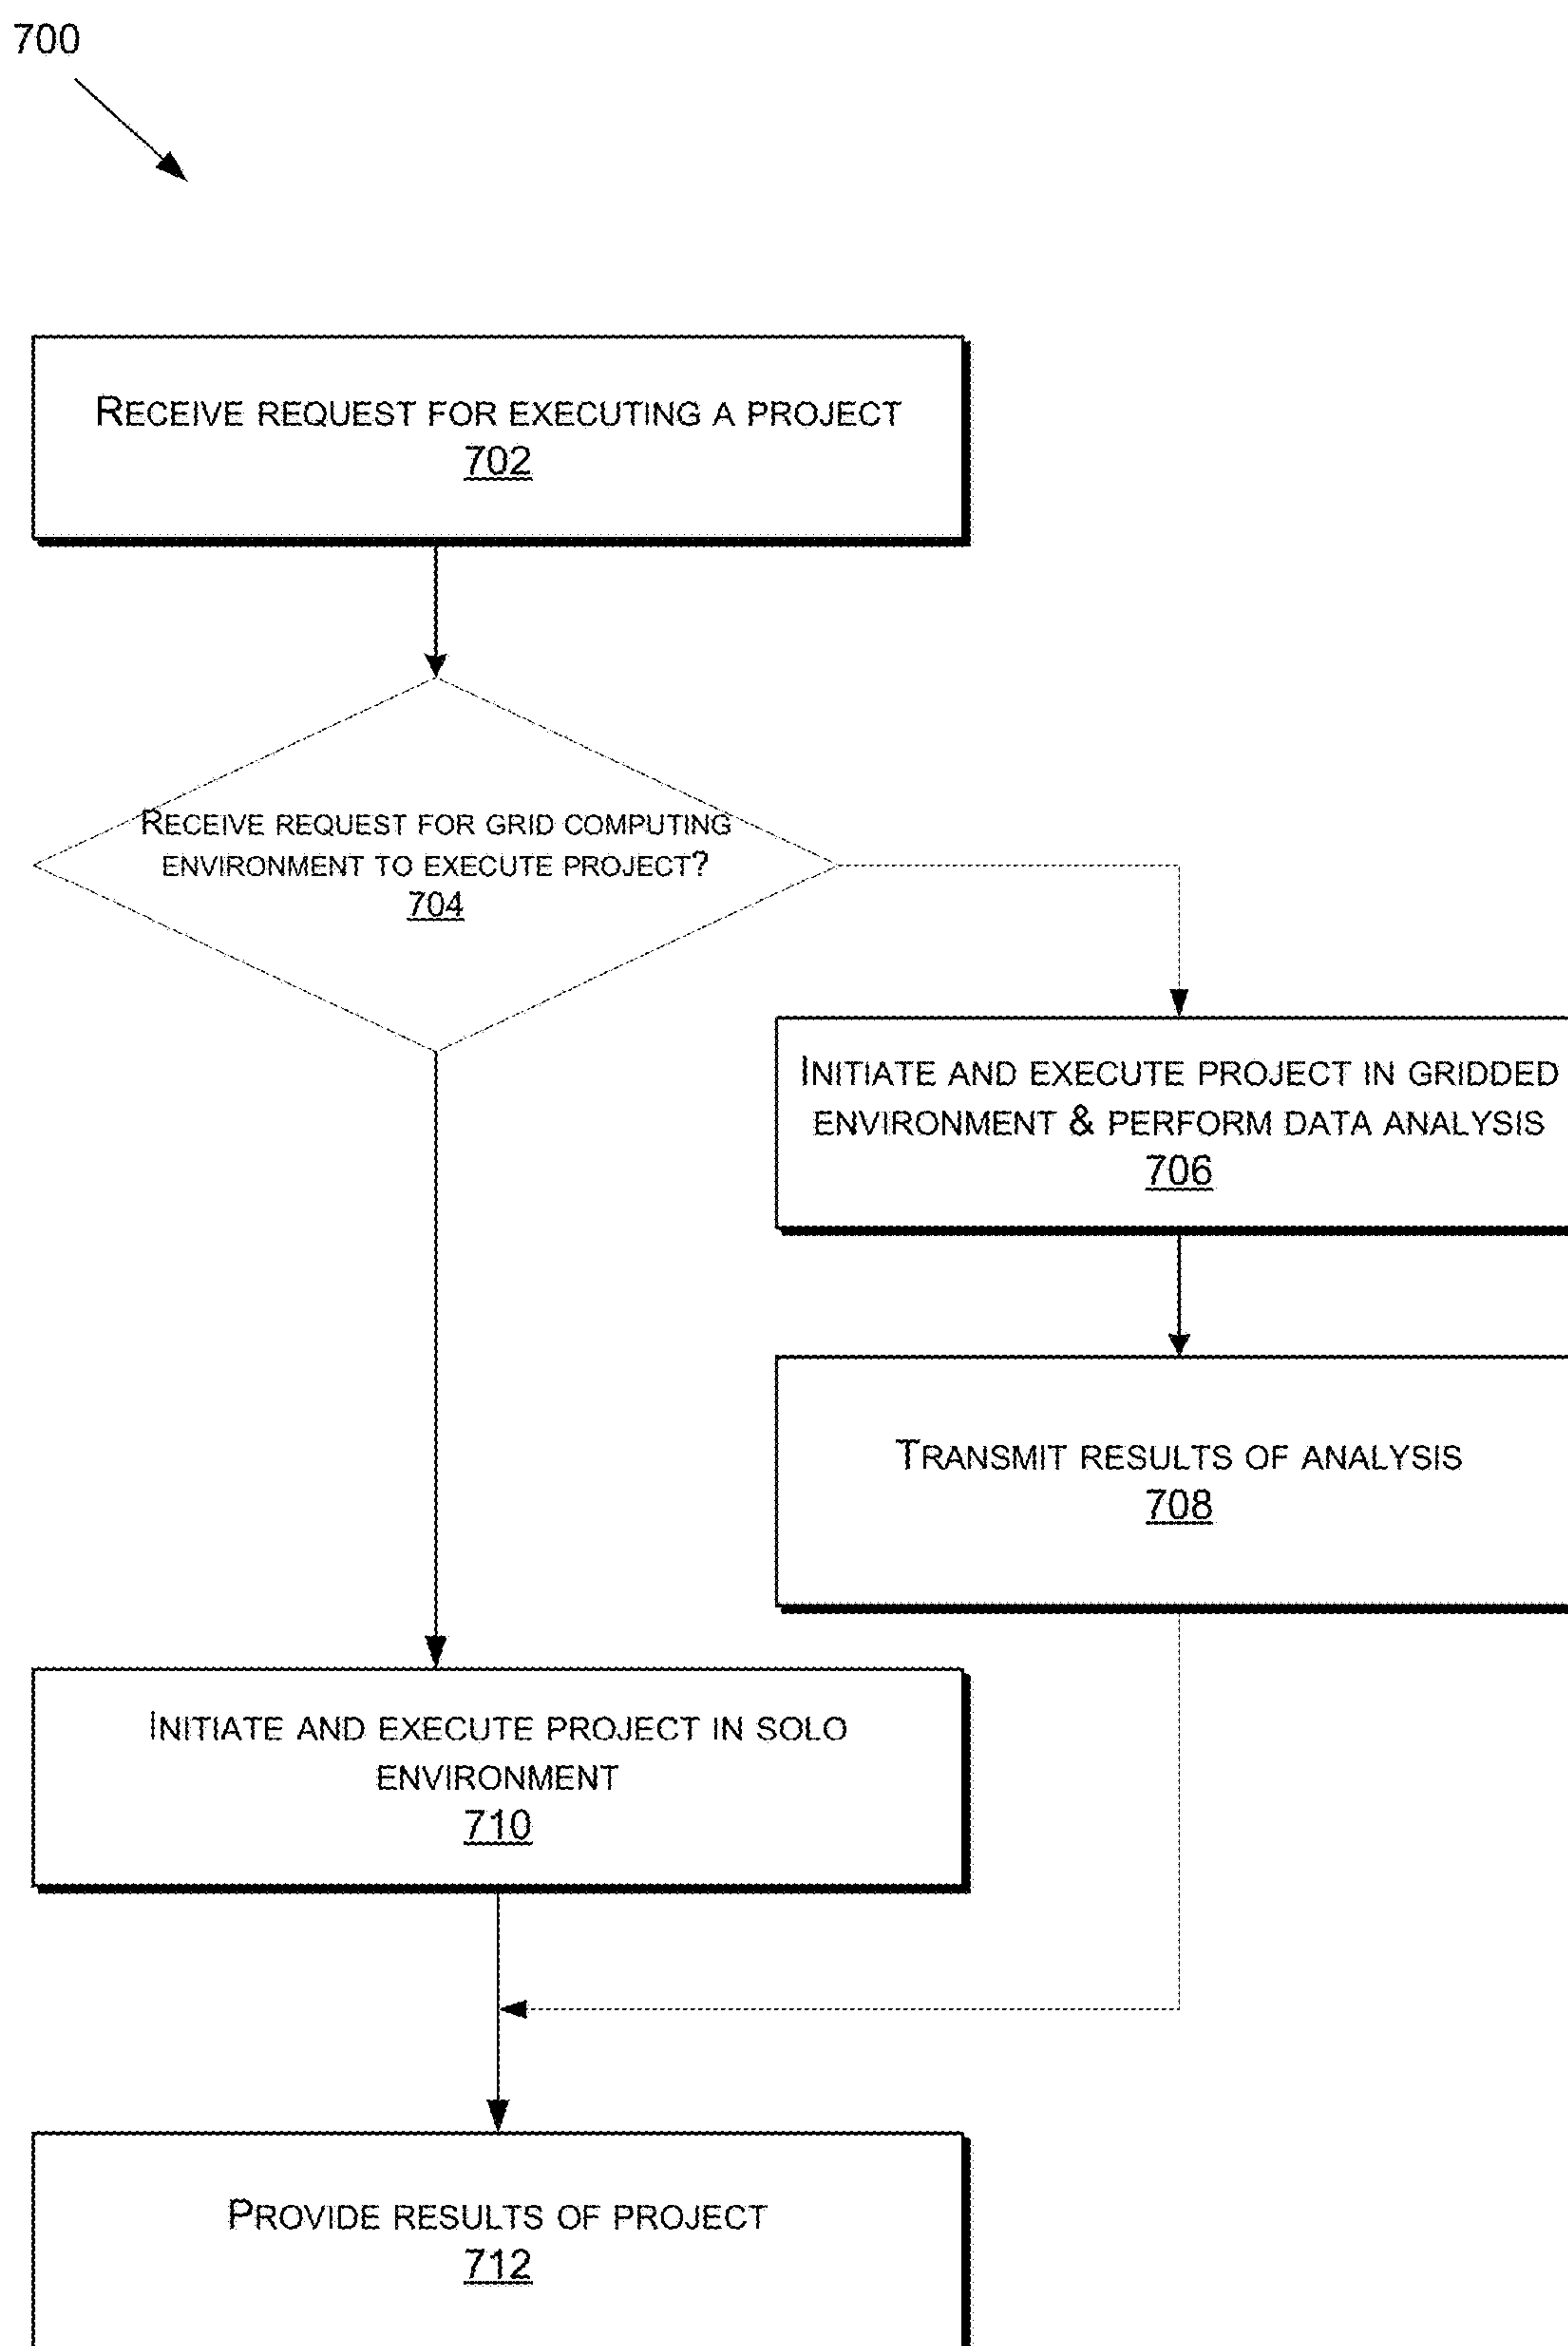 700
RECEIVE REQUEST FOR EXECUTING A PROJECT
702
RECEIVE REQUEST FOR GRID COMPUTING
ENVIRONMENT TO EXECUTE PROJECT?
704
INITIATE AND EXECUTE PROJECT IN GRIDDED
ENVIRONMENT & PERFORM DATA ANALYSIS
706
TRANSMIT RESULTS OF ANALYSIS
708
INITIATE AND EXECUTE PROJECT IN SOLO
ENVIRONMENT
710
PROVIDE RESULTS OF PROJECT
712